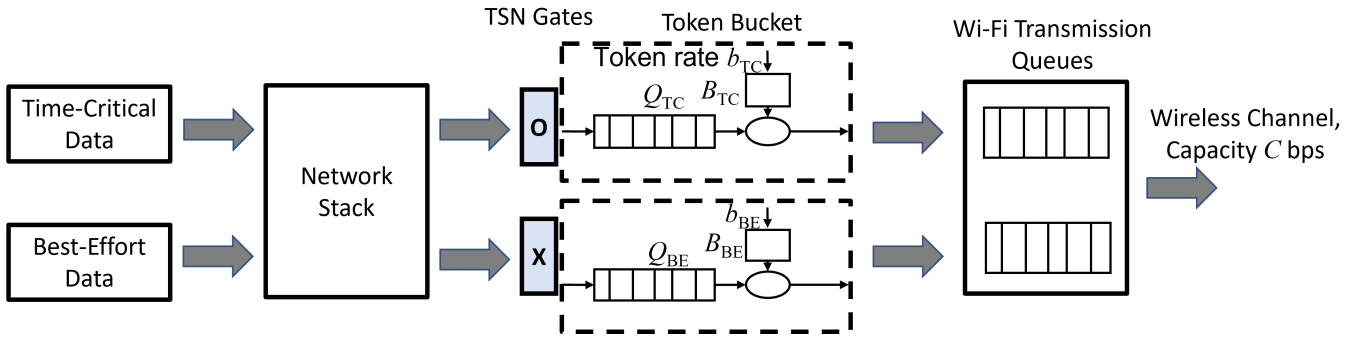 TSN Gates
Token Bucket
Wi-Fi Transmission
Queues
Token rate b_TC
Time-Critical
Data
Network
Stack
O
Q_TC
B_TC
Wireless Channel,
Capacity C bps
Best-Effort
Data
X
Q_BE
b_BE
B_BE